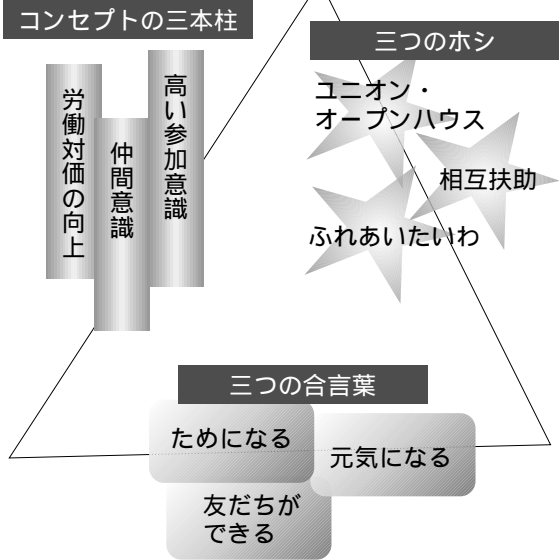 コンセプトの三本柱
労働対価の向上
仲間意識
高い参加意識
三つのホシ
ユニオン・
オープンハウス
相互扶助
ふれあいたいわ
三つの合言葉
ためになる
元気になる
友だちが
できる